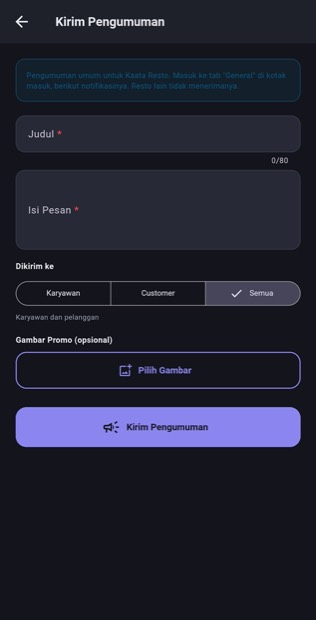 Kirim Pengumuman
Pengumuman umum untuk Kaata Resto. Masuk ke tab "General" di kotak
masuk, berikut notifikasinya. Resto lain tidak menerimanya.
Judul *
0/80
Isi Pesan *
Dikirim ke
Karyawan
Customer
Semua
Karyawan dan pelanggan
Gambar Promo (opsional)
Pilih Gambar
Kirim Pengumuman